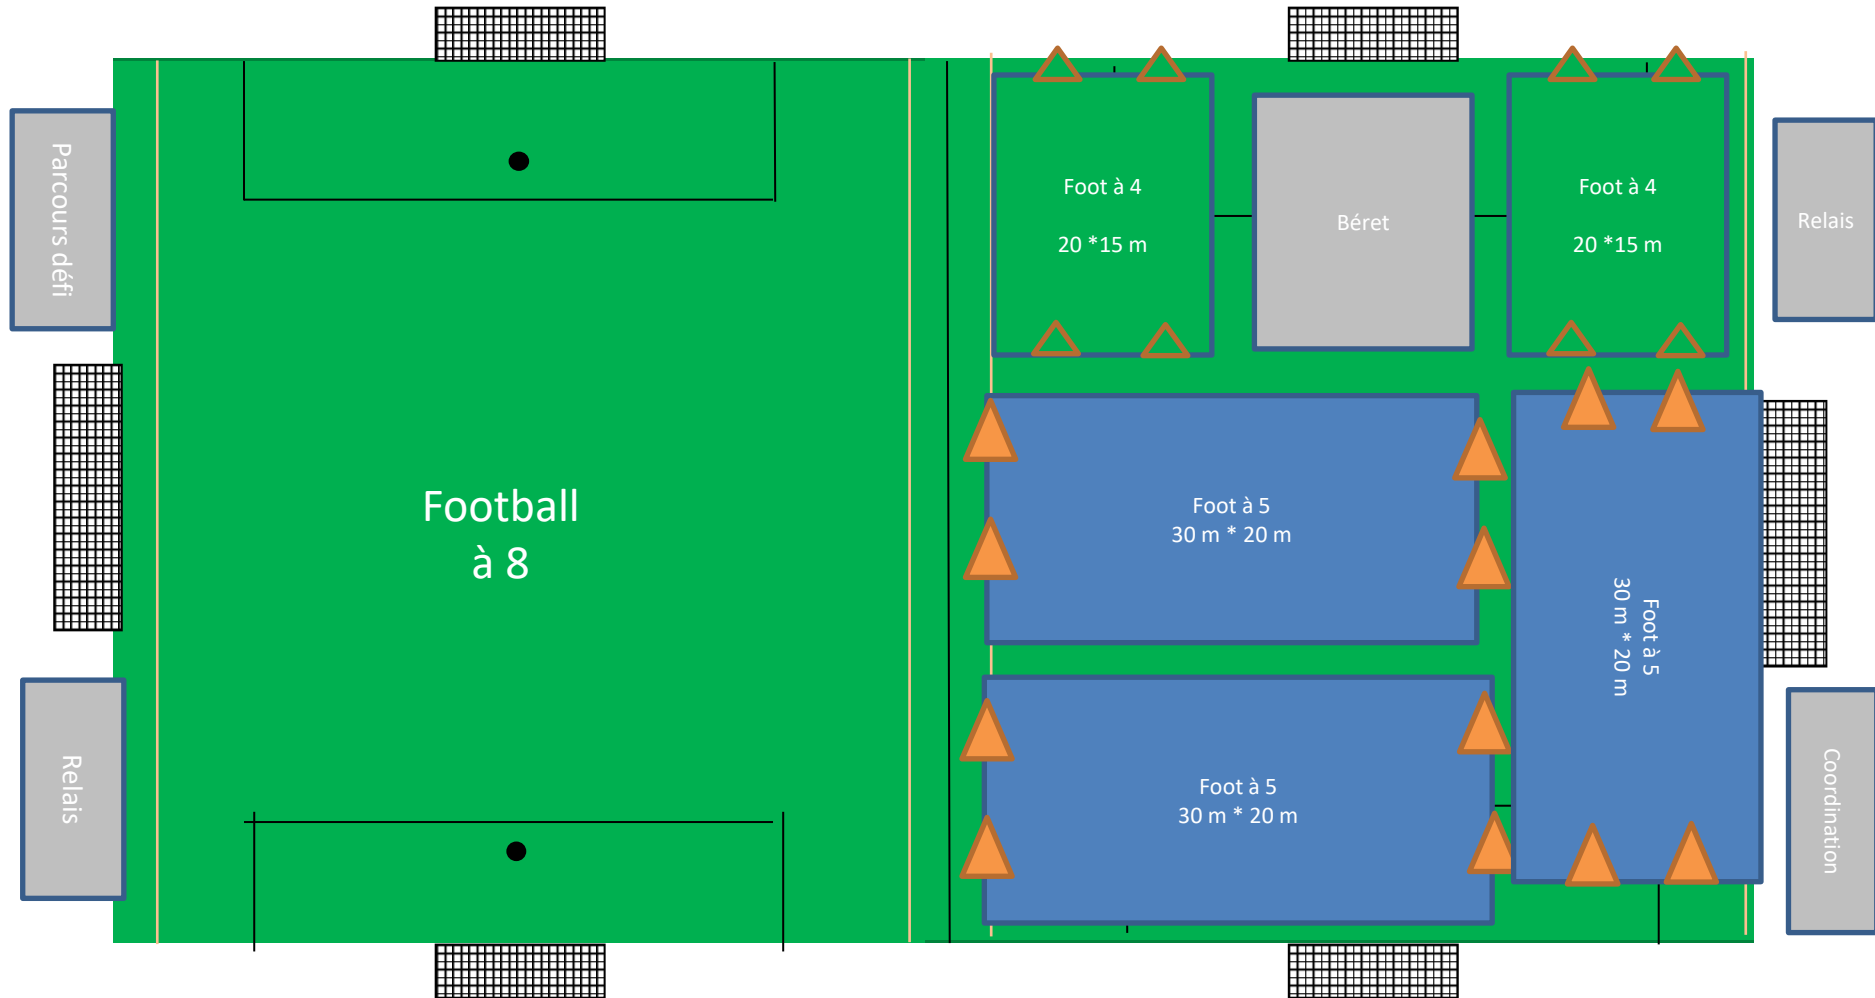 Parcours défi
Relais
Football
à 8
Foot à 4
20 *15 m
Béret
Foot à 4
20 *15 m
Relais
Foot à 5
30 m * 20 m
Foot à 5
30 m * 20 m
Foot à 5
30 m * 20 m
Coordination